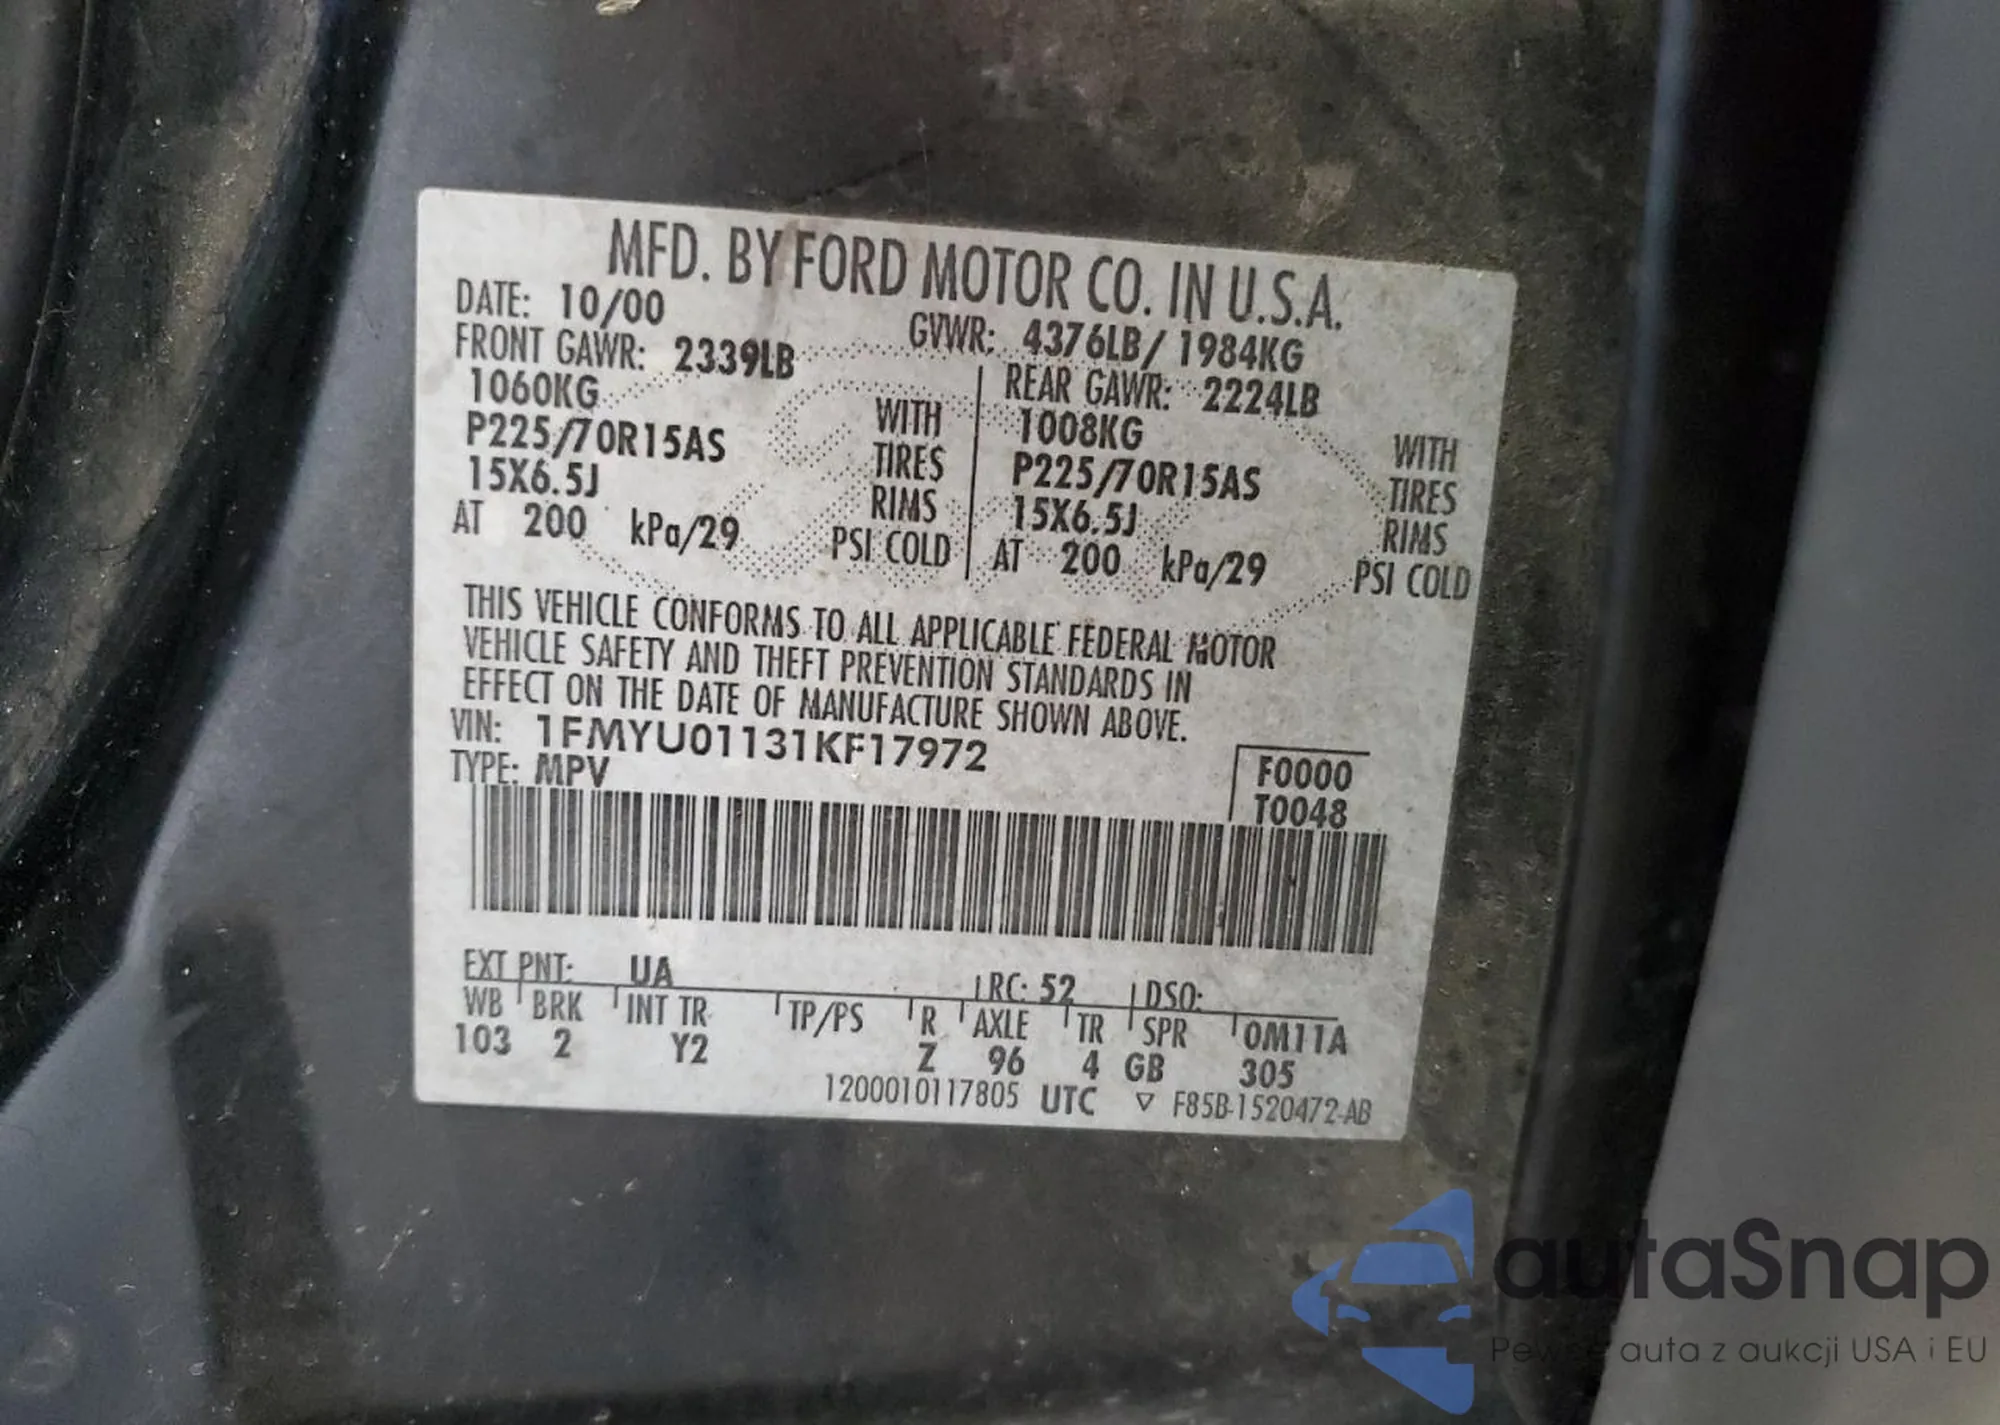 MFD. BY FORD MOTOR CO. IN U.S.A.
DATE: 10/00 GVWR: 4376LB/ 1984KG
FRONT GAWR: 2339LB REAR GAWR: 2224LB
1060KG WITH 1008KG WITH
P225/70R15AS TIRES P225/70R15AS TIRES
15X6.5J RIMS 15X6.5J RIMS
AT 200 kPa/29 PSI COLD AT 200 kPa/29 PSI COLD
THIS VEHICLE CONFORMS TO ALL APPLICABLE FEDERAL MOTOR
VEHICLE SAFETY AND THEFT PREVENTION STANDARDS IN
EFFECT ON THE DATE OF MANUFACTURE SHOWN ABOVE.
VIN: 1FMYU01131KF17972 F0000
TYPE: MPV T0048
EXT PNT: UA RC: 52 DSO:
WB BRK INT TR TP/PS R AXLE TR SPR 0M11A
103 2 Y2 Z 96 4 GB 305
1200010117805 UTC ▽ F85B-1520472-AB
autaSnap
Pewne auta z aukcji USA i EU